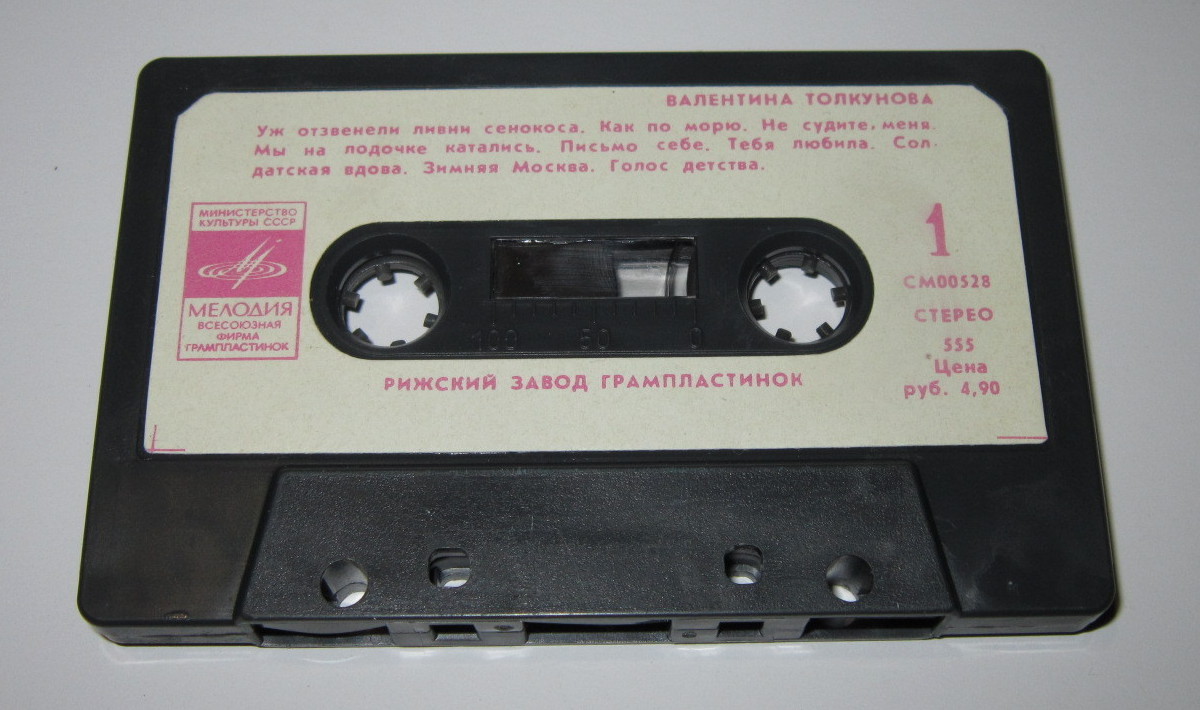 ВАЛЕНТИНА ТОЛКУНОВА
Уж отзвенели ливни сенокоса. Как по морю. Не судите, меня.
Мы на лодочке катались. Письмо себе. Тебя любила. Сол-
датская вдова. Зимняя Москва. Голос детства.
МИНИСТЕРСТВО
КУЛЬТУРЫ СССР
МЕЛОДИЯ
ВСЕСОЮЗНАЯ
ФИРМА
ГРАМПЛАСТИНОК
1
СМ00528
СТЕРЕО
555
Цена
руб. 4,90
100 50 0
РИЖСКИЙ ЗАВОД ГРАМПЛАСТИНОК